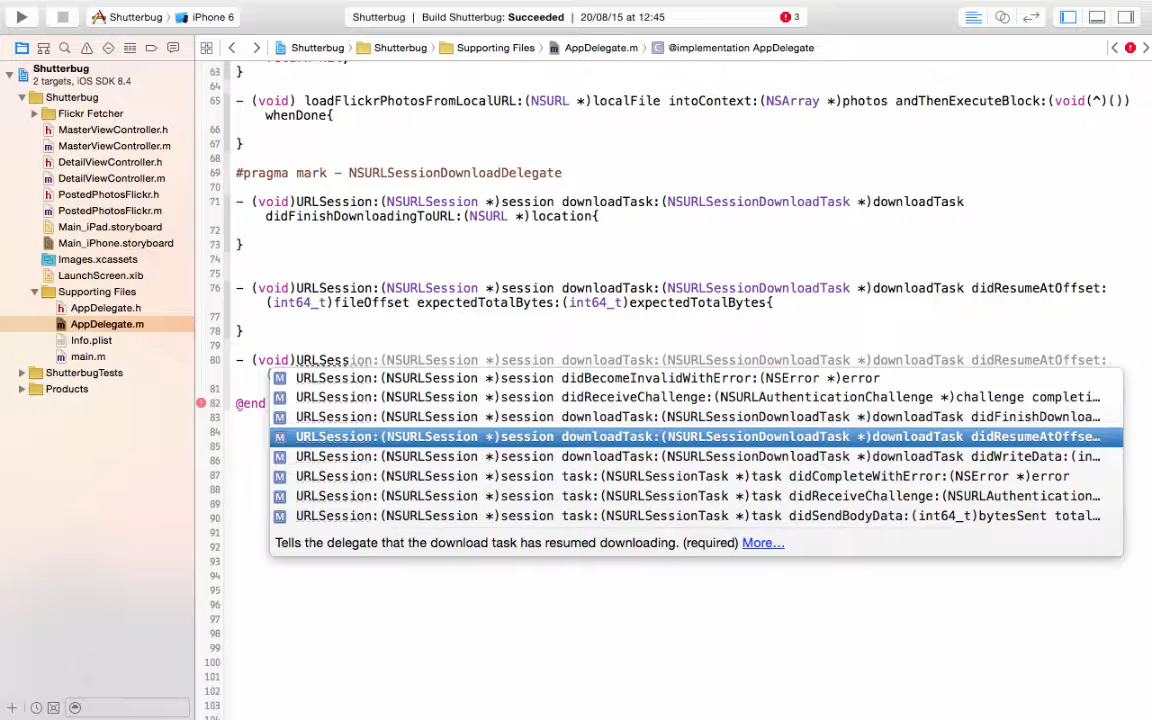 Shutterbug iPhone 6
Shutterbug | Build Shutterbug: Succeeded | 20/08/15 at 12:45
3
Shutterbug Shutterbug Supporting Files AppDelegate.m @implementation AppDelegate
Shutterbug
2 targets, iOS SDK 8.4
Shutterbug
Flickr Fetcher
MasterViewController.h
MasterViewController.m
DetailViewController.h
DetailViewController.m
PostedPhotosFlickr.h
PostedPhotosFlickr.m
Main_iPad.storyboard
Main_iPhone.storyboard
Images.xcassets
LaunchScreen.xib
Supporting Files
AppDelegate.h
AppDelegate.m
Info.plist
main.m
ShutterbugTests
Products
63 }
64
65 - (void) loadFlickrPhotosFromLocalURL:(NSURL *)localFile intoContext:(NSArray *)photos andThenExecuteBlock:(void(^)())
whenDone{
66
67 }
68
69 #pragma mark - NSURLSessionDownloadDelegate
70
71 - (void)URLSession:(NSURLSession *)session downloadTask:(NSURLSessionDownloadTask *)downloadTask
didFinishDownloadingToURL:(NSURL *)location{
72
73 }
74
75
76 - (void)URLSession:(NSURLSession *)session downloadTask:(NSURLSessionDownloadTask *)downloadTask didResumeAtOffset:
(int64_t)fileOffset expectedTotalBytes:(int64_t)expectedTotalBytes{
77
78 }
79
80 - (void)URLSession:(NSURLSession *)session downloadTask:(NSURLSessionDownloadTask *)downloadTask didResumeAtOffset:
URLSession:(NSURLSession *)session didBecomeInvalidWithError:(NSError *)error
81 URLSession:(NSURLSession *)session didReceiveChallenge:(NSURLAuthenticationChallenge *)challenge completi…
82 @end
83 URLSession:(NSURLSession *)session downloadTask:(NSURLSessionDownloadTask *)downloadTask didFinishDownloa…
84 URLSession:(NSURLSession *)session downloadTask:(NSURLSessionDownloadTask *)downloadTask didResumeAtOffse…
85
86 URLSession:(NSURLSession *)session downloadTask:(NSURLSessionDownloadTask *)downloadTask didWriteData:(in…
87 URLSession:(NSURLSession *)session task:(NSURLSessionTask *)task didCompleteWithError:(NSError *)error
88
89 URLSession:(NSURLSession *)session task:(NSURLSessionTask *)task didReceiveChallenge:(NSURLAuthentication…
90 URLSession:(NSURLSession *)session task:(NSURLSessionTask *)task didSendBodyData:(int64_t)bytesSent total…
91
92 Tells the delegate that the download task has resumed downloading. (required) More…
93
94
95
96
97
98
99
100
101
102
103